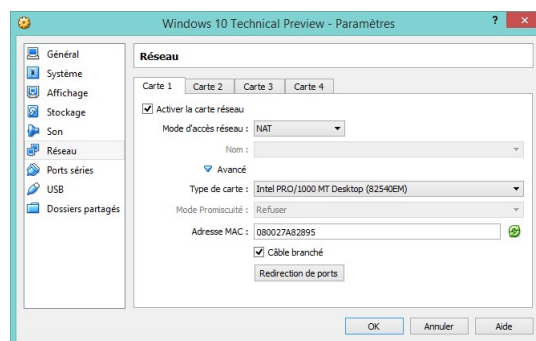 Windows 10 Technical Preview - Paramètres
? ×
Général
Système
Affichage
Stockage
Son
Réseau
Ports séries
USB
Dossiers partagés
Réseau
Carte 1 Carte 2 Carte 3 Carte 4
Activer la carte réseau
Mode d'accès réseau : NAT
Nom :
Avancé
Type de carte : Intel PRO/1000 MT Desktop (82540EM)
Mode Promiscuité : Refuser
Adresse MAC : 080027A82895
Câble branché
Redirection de ports
OK Annuler Aide